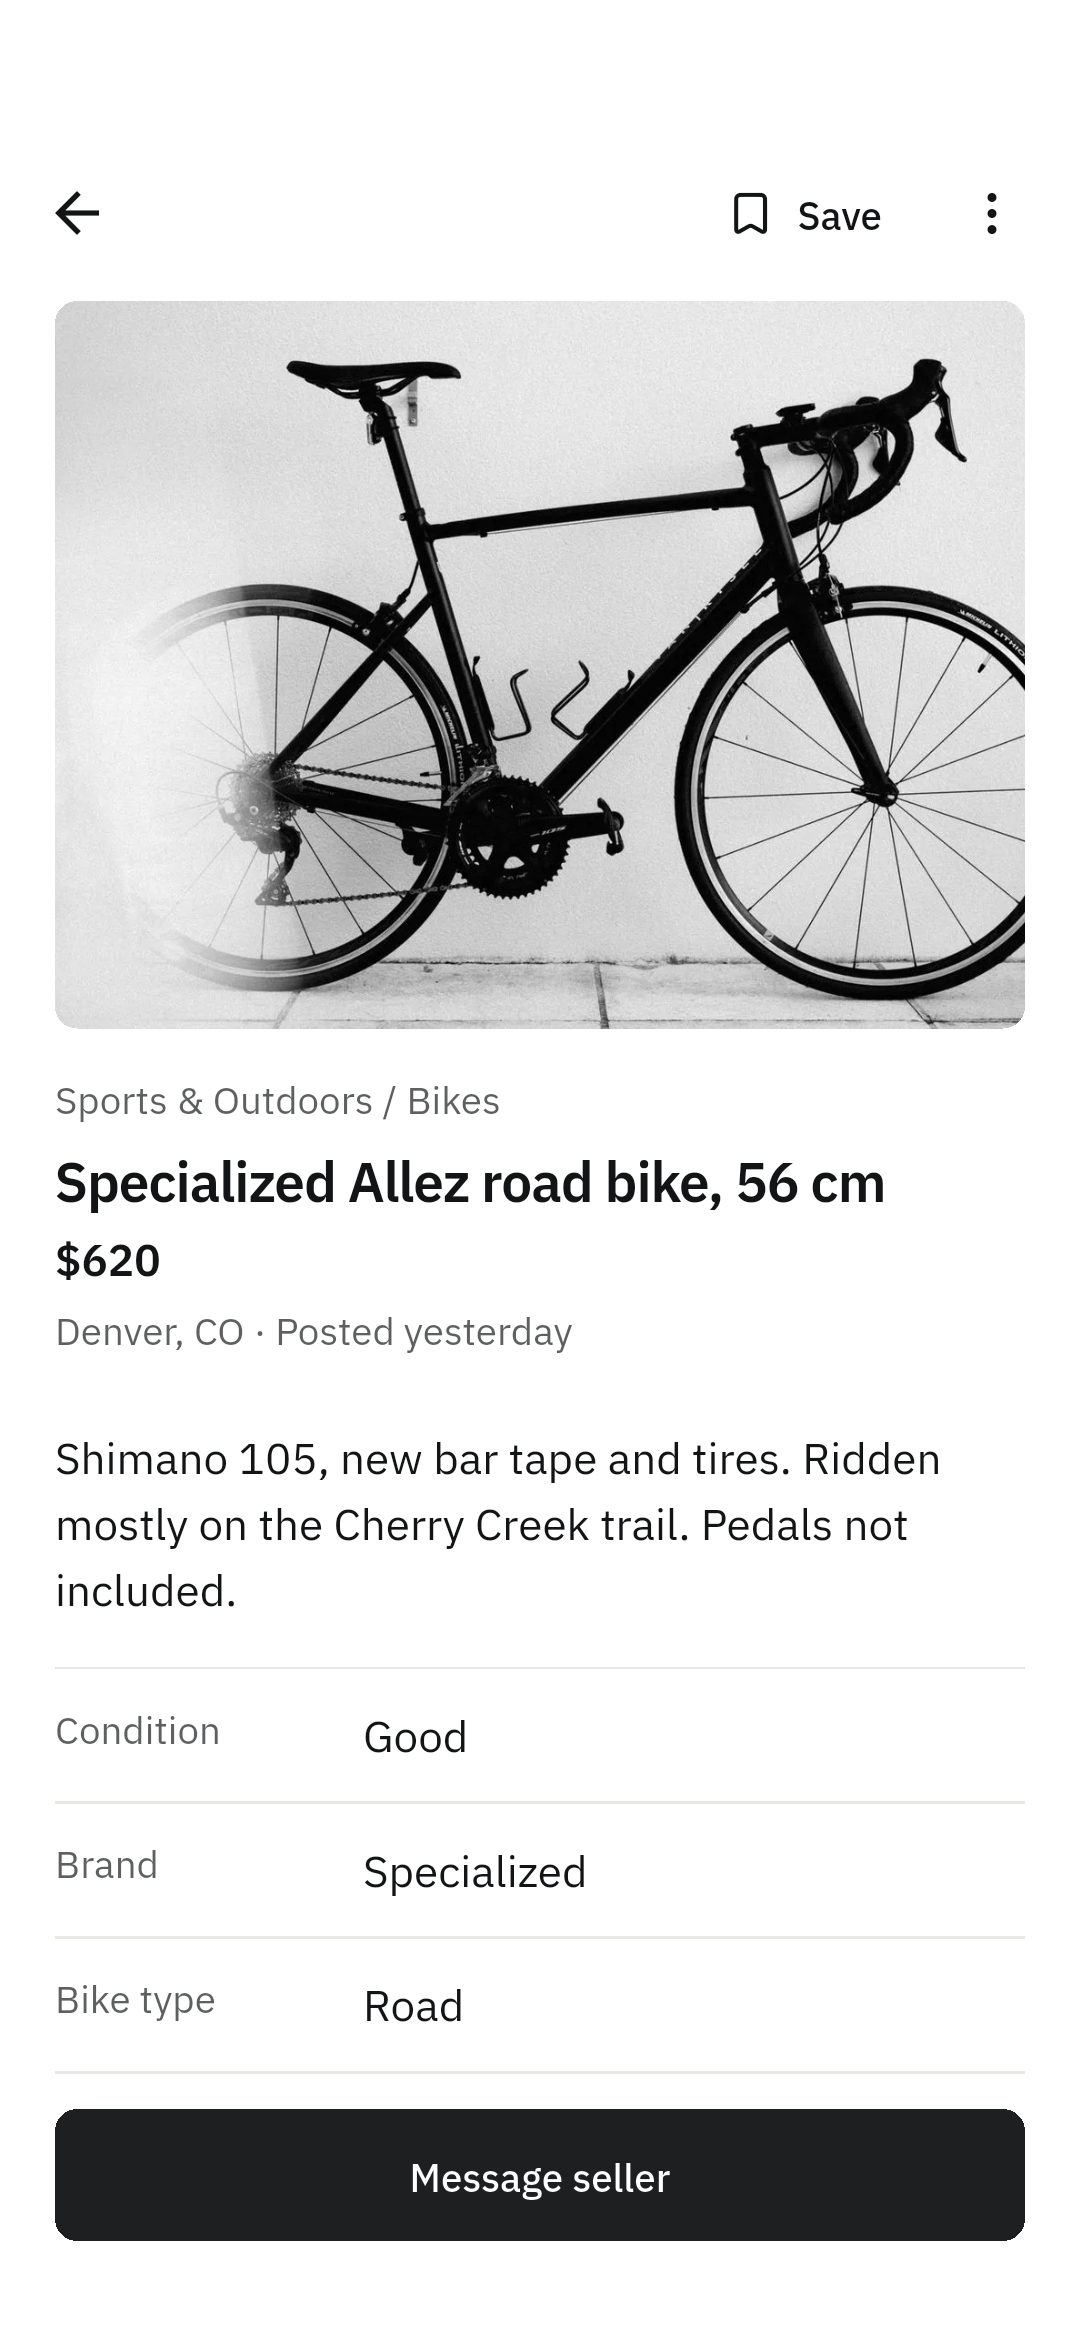 Save
Sports & Outdoors / Bikes
Specialized Allez road bike, 56 cm
$620
Denver, CO · Posted yesterday
Shimano 105, new bar tape and tires. Ridden
mostly on the Cherry Creek trail. Pedals not
included.
Condition Good
Brand Specialized
Bike type Road
Message seller